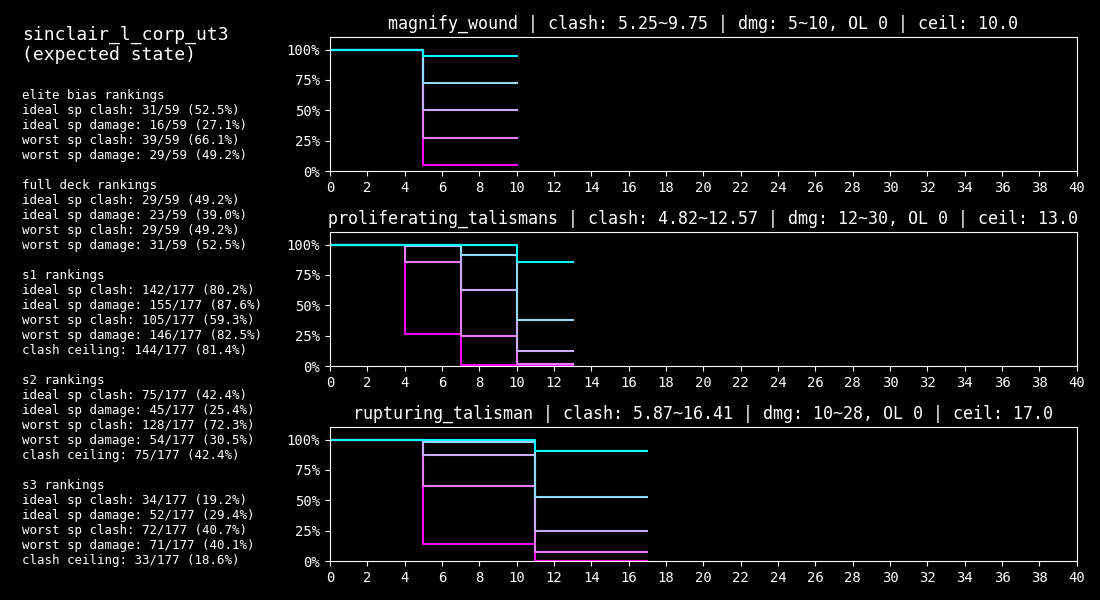 sinclair_l_corp_ut3
(expected state)
elite bias rankings
ideal sp clash: 31/59 (52.5%)
ideal sp damage: 16/59 (27.1%)
worst sp clash: 39/59 (66.1%)
worst sp damage: 29/59 (49.2%)
full deck rankings
ideal sp clash: 29/59 (49.2%)
ideal sp damage: 23/59 (39.0%)
worst sp clash: 29/59 (49.2%)
worst sp damage: 31/59 (52.5%)
s1 rankings
ideal sp clash: 142/177 (80.2%)
ideal sp damage: 155/177 (87.6%)
worst sp clash: 105/177 (59.3%)
worst sp damage: 146/177 (82.5%)
clash ceiling: 144/177 (81.4%)
s2 rankings
ideal sp clash: 75/177 (42.4%)
ideal sp damage: 45/177 (25.4%)
worst sp clash: 128/177 (72.3%)
worst sp damage: 54/177 (30.5%)
clash ceiling: 75/177 (42.4%)
s3 rankings
ideal sp clash: 34/177 (19.2%)
ideal sp damage: 52/177 (29.4%)
worst sp clash: 72/177 (40.7%)
worst sp damage: 71/177 (40.1%)
clash ceiling: 33/177 (18.6%)
magnify_wound | clash: 5.25~9.75 | dmg: 5~10, OL 0 | ceil: 10.0
100%
75%
50%
25%
0%
0 2 4 6 8 10 12 14 16 18 20 22 24 26 28 30 32 34 36 38 40
proliferating_talismans | clash: 4.82~12.57 | dmg: 12~30, OL 0 | ceil: 13.0
100%
75%
50%
25%
0%
0 2 4 6 8 10 12 14 16 18 20 22 24 26 28 30 32 34 36 38 40
rupturing_talisman | clash: 5.87~16.41 | dmg: 10~28, OL 0 | ceil: 17.0
100%
75%
50%
25%
0%
0 2 4 6 8 10 12 14 16 18 20 22 24 26 28 30 32 34 36 38 40